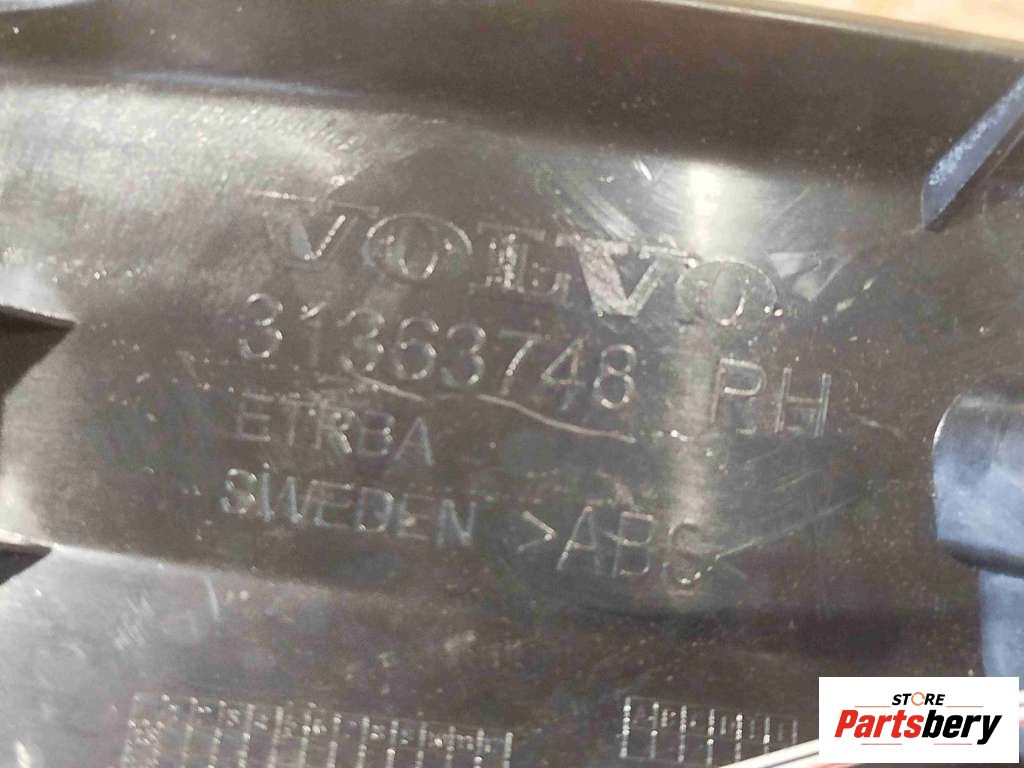 VOLVO
31363748 RH
ETRBA
SWEDEN >ABS<
STORE
Partsbery